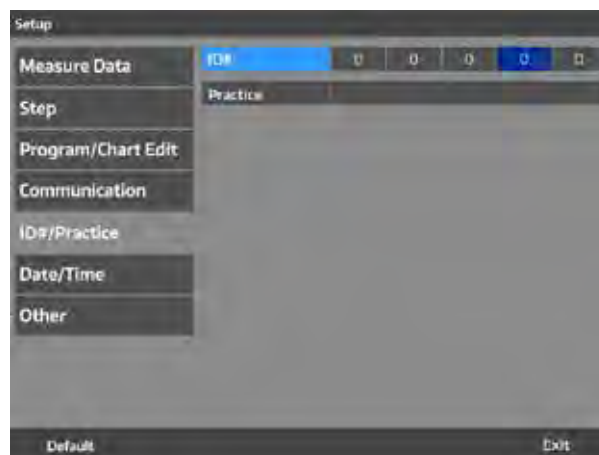 Setup
Measure Data
ID# 0 0 0 0 0
Step
Practice
Program/Chart Edit
Communication
ID#/Practice
Date/Time
Other
Default Exit